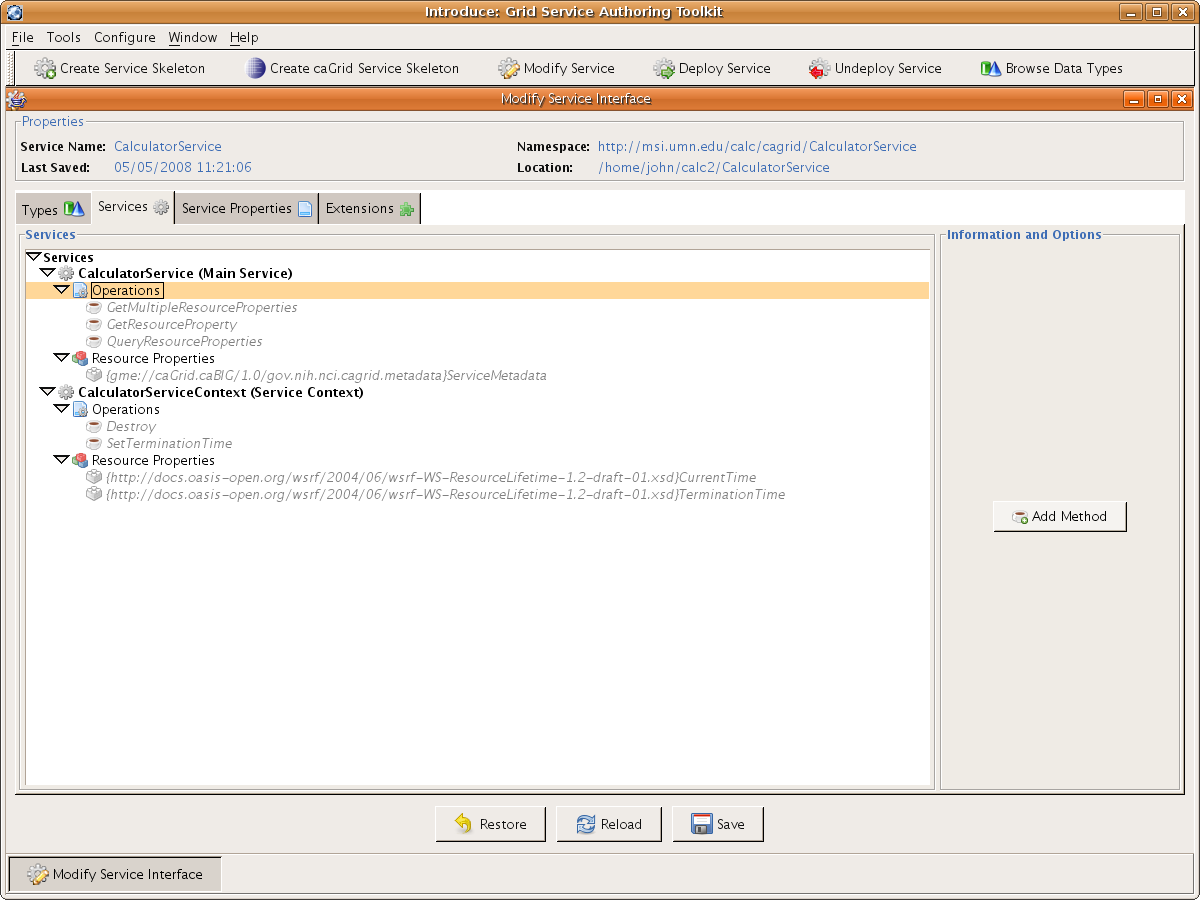 Introduce: Grid Service Authoring Toolkit
File Tools Configure Window Help
Create Service Skeleton Create caGrid Service Skeleton Modify Service Deploy Service Undeploy Service Browse Data Types
Modify Service Interface
Properties
Service Name: CalculatorService Namespace: http://msi.umn.edu/calc/cagrid/CalculatorService
Last Saved: 05/05/2008 11:21:06 Location: /home/john/calc2/CalculatorService
Types Services Service Properties Extensions
Services
Services
CalculatorService (Main Service)
Operations
GetMultipleResourceProperties
GetResourceProperty
QueryResourceProperties
Resource Properties
{gme://caGrid.caBIG/1.0/gov.nih.nci.cagrid.metadata}ServiceMetadata
CalculatorServiceContext (Service Context)
Operations
Destroy
SetTerminationTime
Resource Properties
{http://docs.oasis-open.org/wsrf/2004/06/wsrf-WS-ResourceLifetime-1.2-draft-01.xsd}CurrentTime
{http://docs.oasis-open.org/wsrf/2004/06/wsrf-WS-ResourceLifetime-1.2-draft-01.xsd}TerminationTime
Information and Options
Add Method
Restore Reload Save
Modify Service Interface